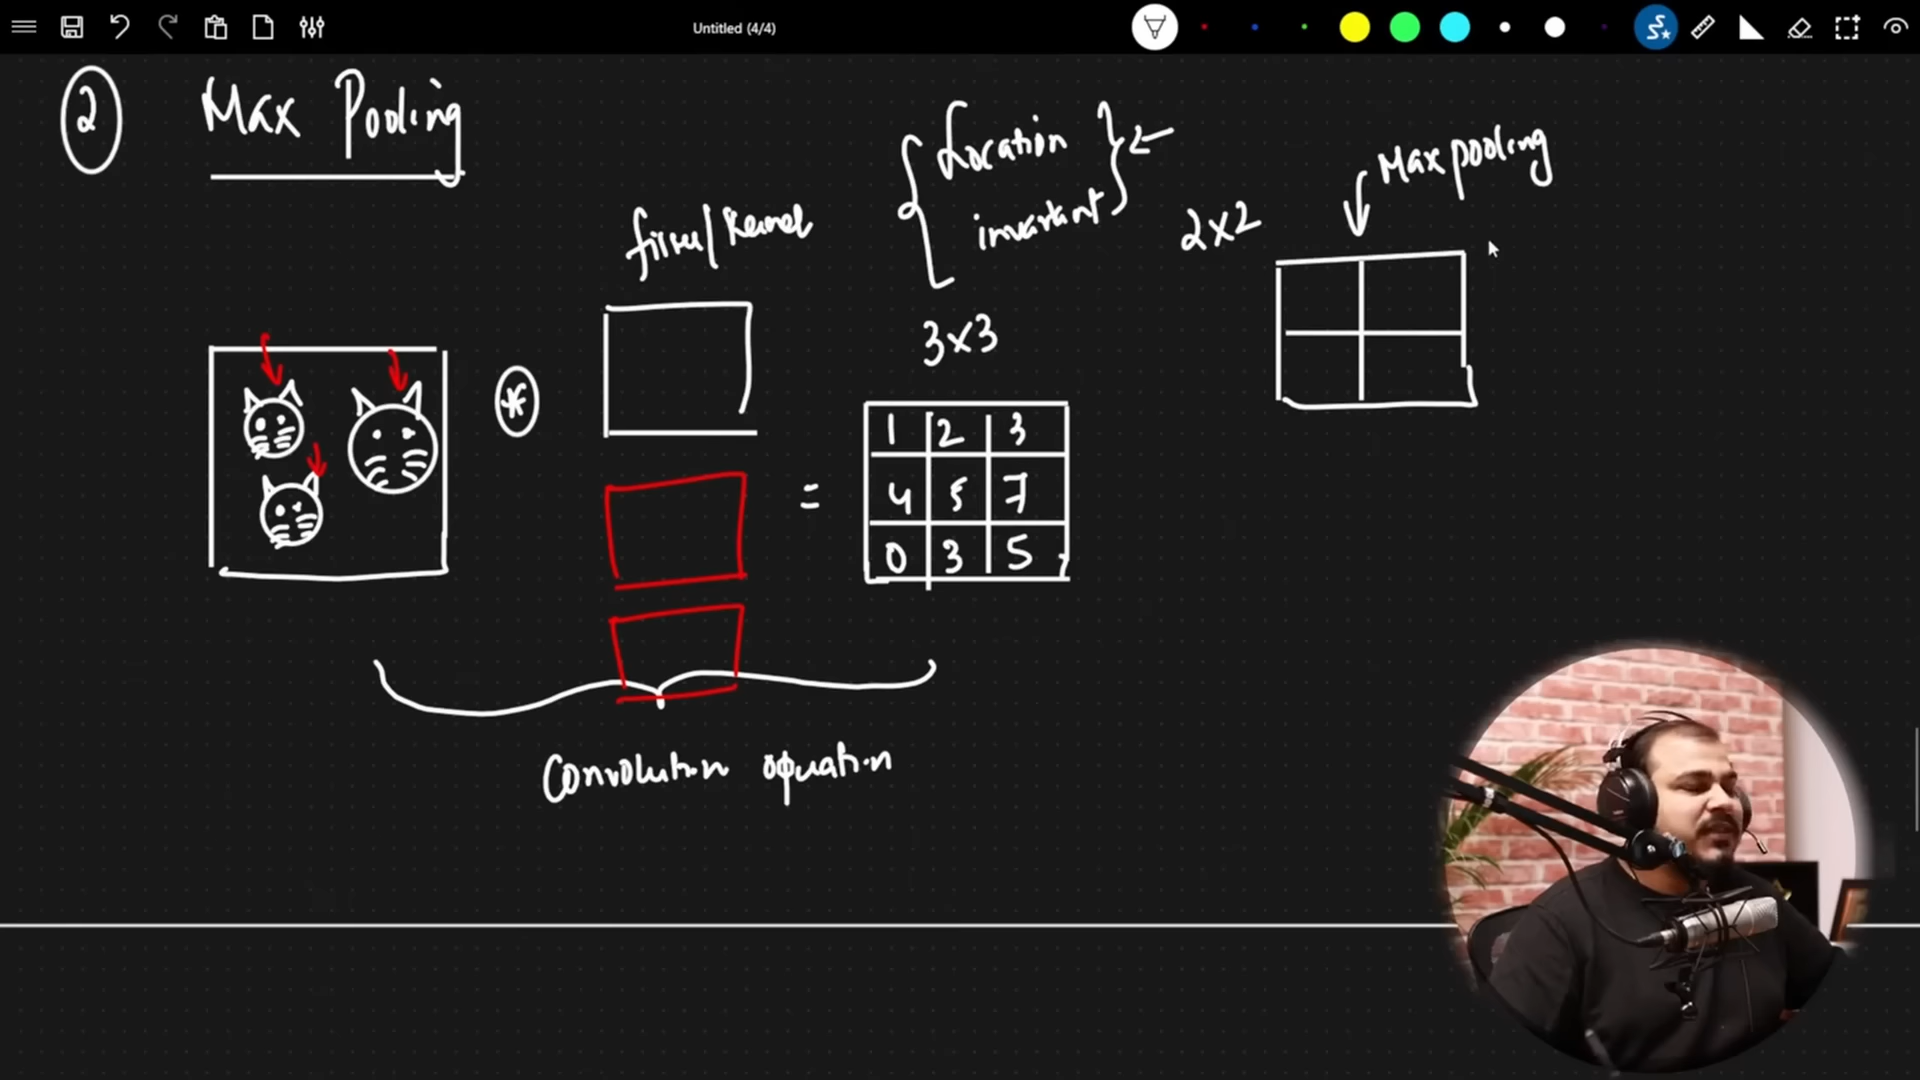 Untitled (4/4)
2 Max Pooling
Location
invariant
Max pooling
filter/Kernel
2x2
3x3
*
1 2 3
4 5 7
=
0 3 5
Convolution opuation